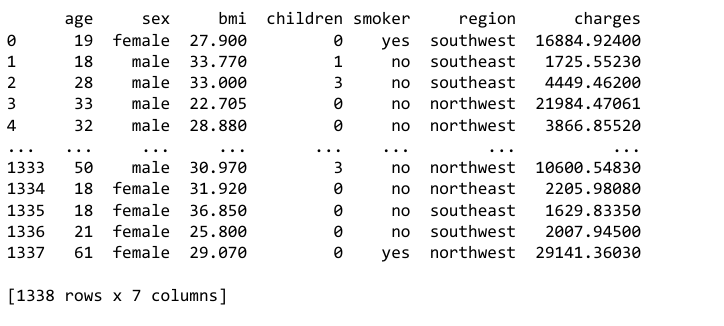 age sex bmi children smoker region charges
0 19 female 27.900 0 yes southwest 16884.92400
1 18 male 33.770 1 no southeast 1725.55230
2 28 male 33.000 3 no southeast 4449.46200
3 33 male 22.705 0 no northwest 21984.47061
4 32 male 28.880 0 no northwest 3866.85520
... ... ... ... ... ... ... ...
1333 50 male 30.970 3 no northwest 10600.54830
1334 18 female 31.920 0 no northeast 2205.98080
1335 18 female 36.850 0 no southeast 1629.83350
1336 21 female 25.800 0 no southwest 2007.94500
1337 61 female 29.070 0 yes northwest 29141.36030
[1338 rows x 7 columns]